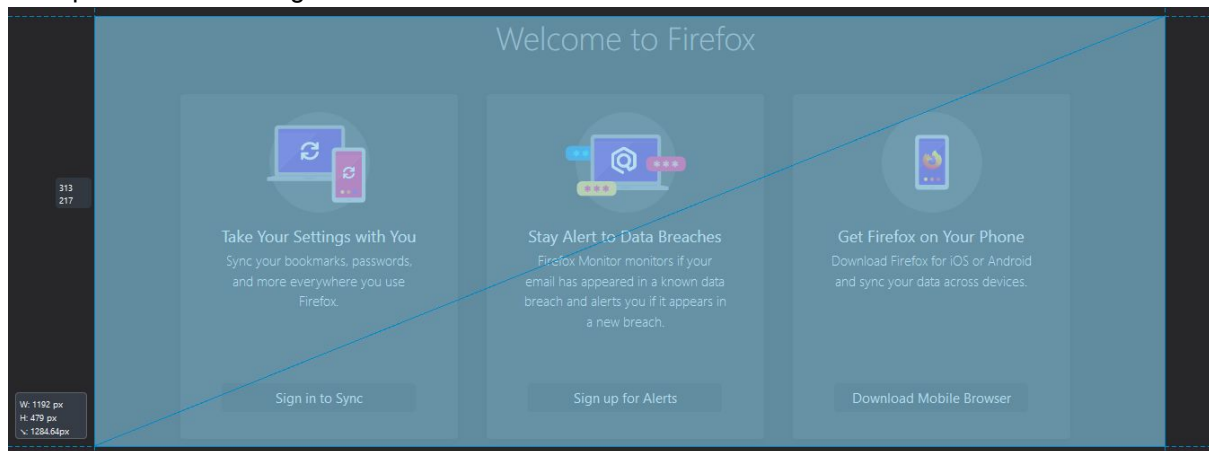 Welcome to Firefox
313
217
Take Your Settings with You
Sync your bookmarks, passwords,
and more everywhere you use
Firefox.
Sign in to Sync
Stay Alert to Data Breaches
Firefox Monitor monitors if your
email has appeared in a known data
breach and alerts you if it appears in
a new breach.
Sign up for Alerts
Get Firefox on Your Phone
Download Firefox for iOS or Android
and sync your data across devices.
Download Mobile Browser
W: 1192 px
H: 479 px
↘: 1284.64px